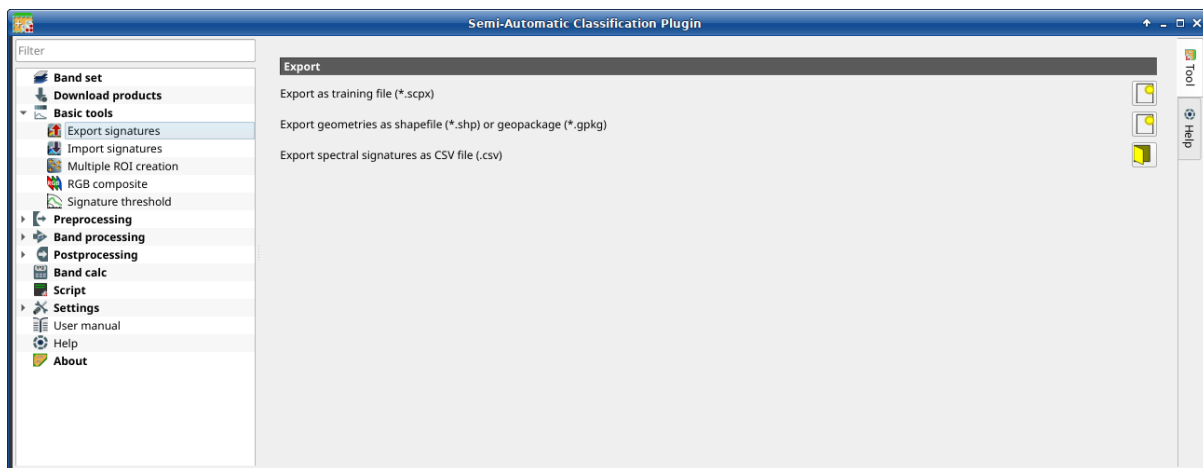 Semi-Automatic Classification Plugin
Filter
Band set
Download products
Basic tools
Export signatures
Import signatures
Multiple ROI creation
RGB composite
Signature threshold
Preprocessing
Band processing
Postprocessing
Band calc
Script
Settings
User manual
Help
About
Export
Export as training file (*.scpx)
Export geometries as shapefile (*.shp) or geopackage (*.gpkg)
Export spectral signatures as CSV file (.csv)
Tool
Help